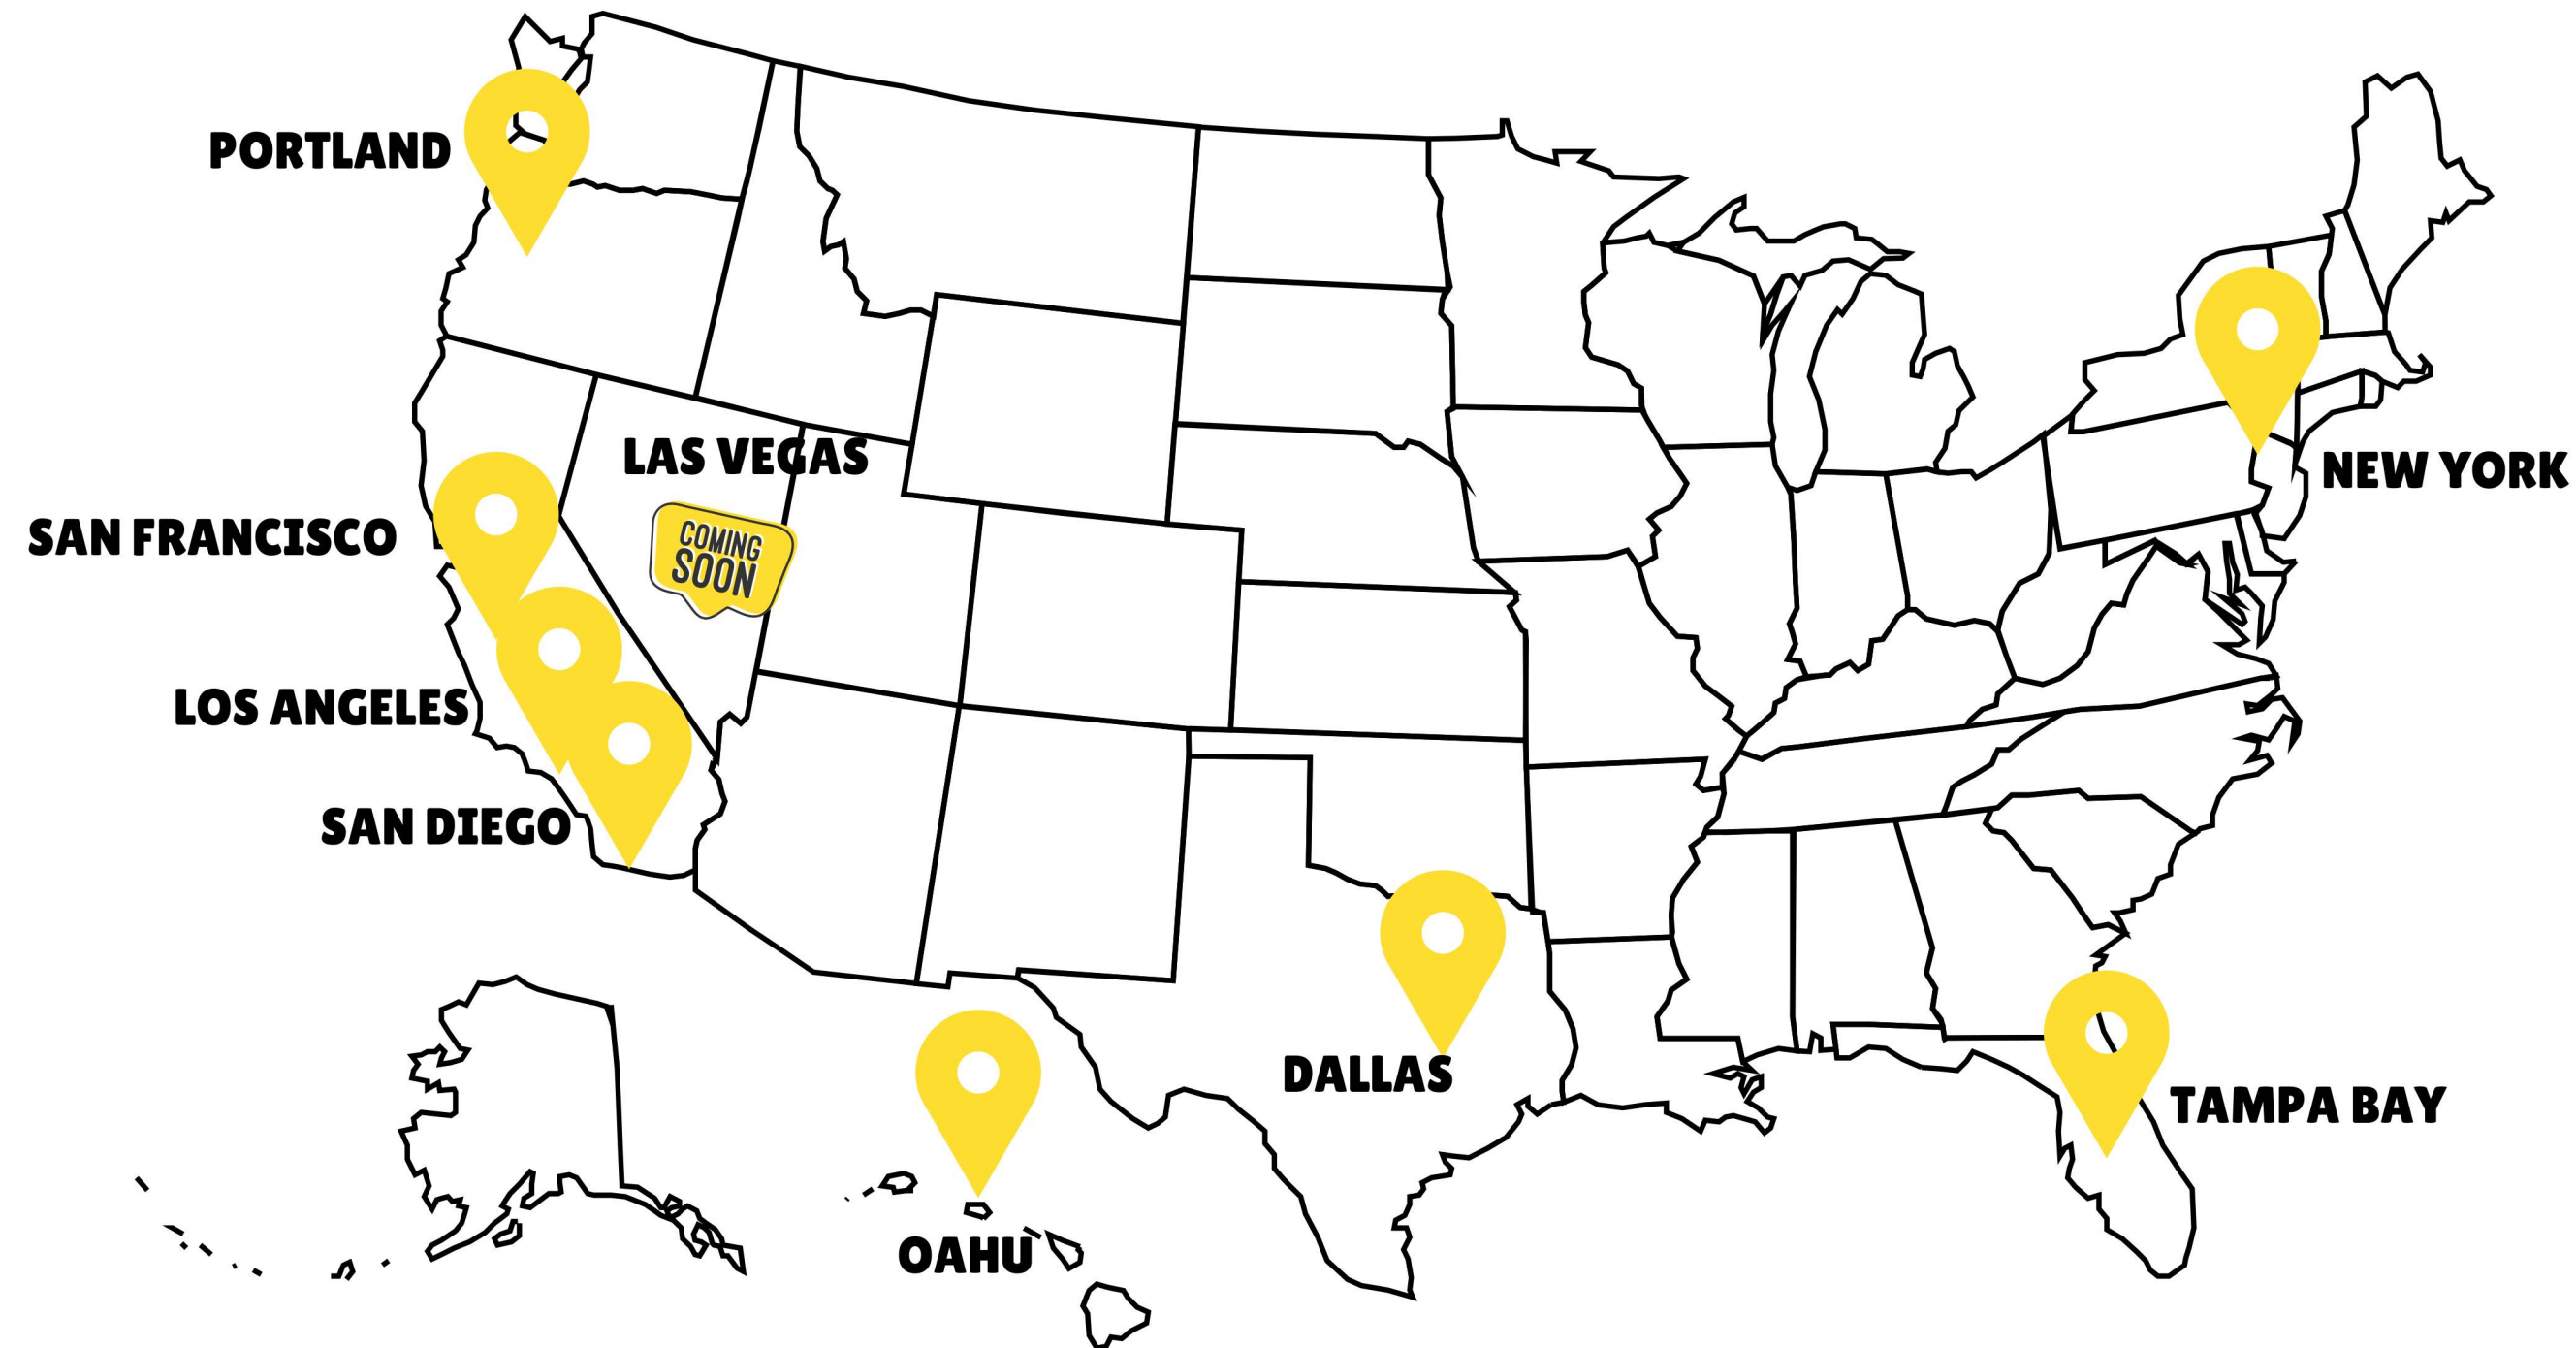 PORTLAND
LAS VEGAS
NEW YORK
SAN FRANCISCO
COMING
SOON
LOS ANGELES
SAN DIEGO
DALLAS
TAMPA BAY
OAHU